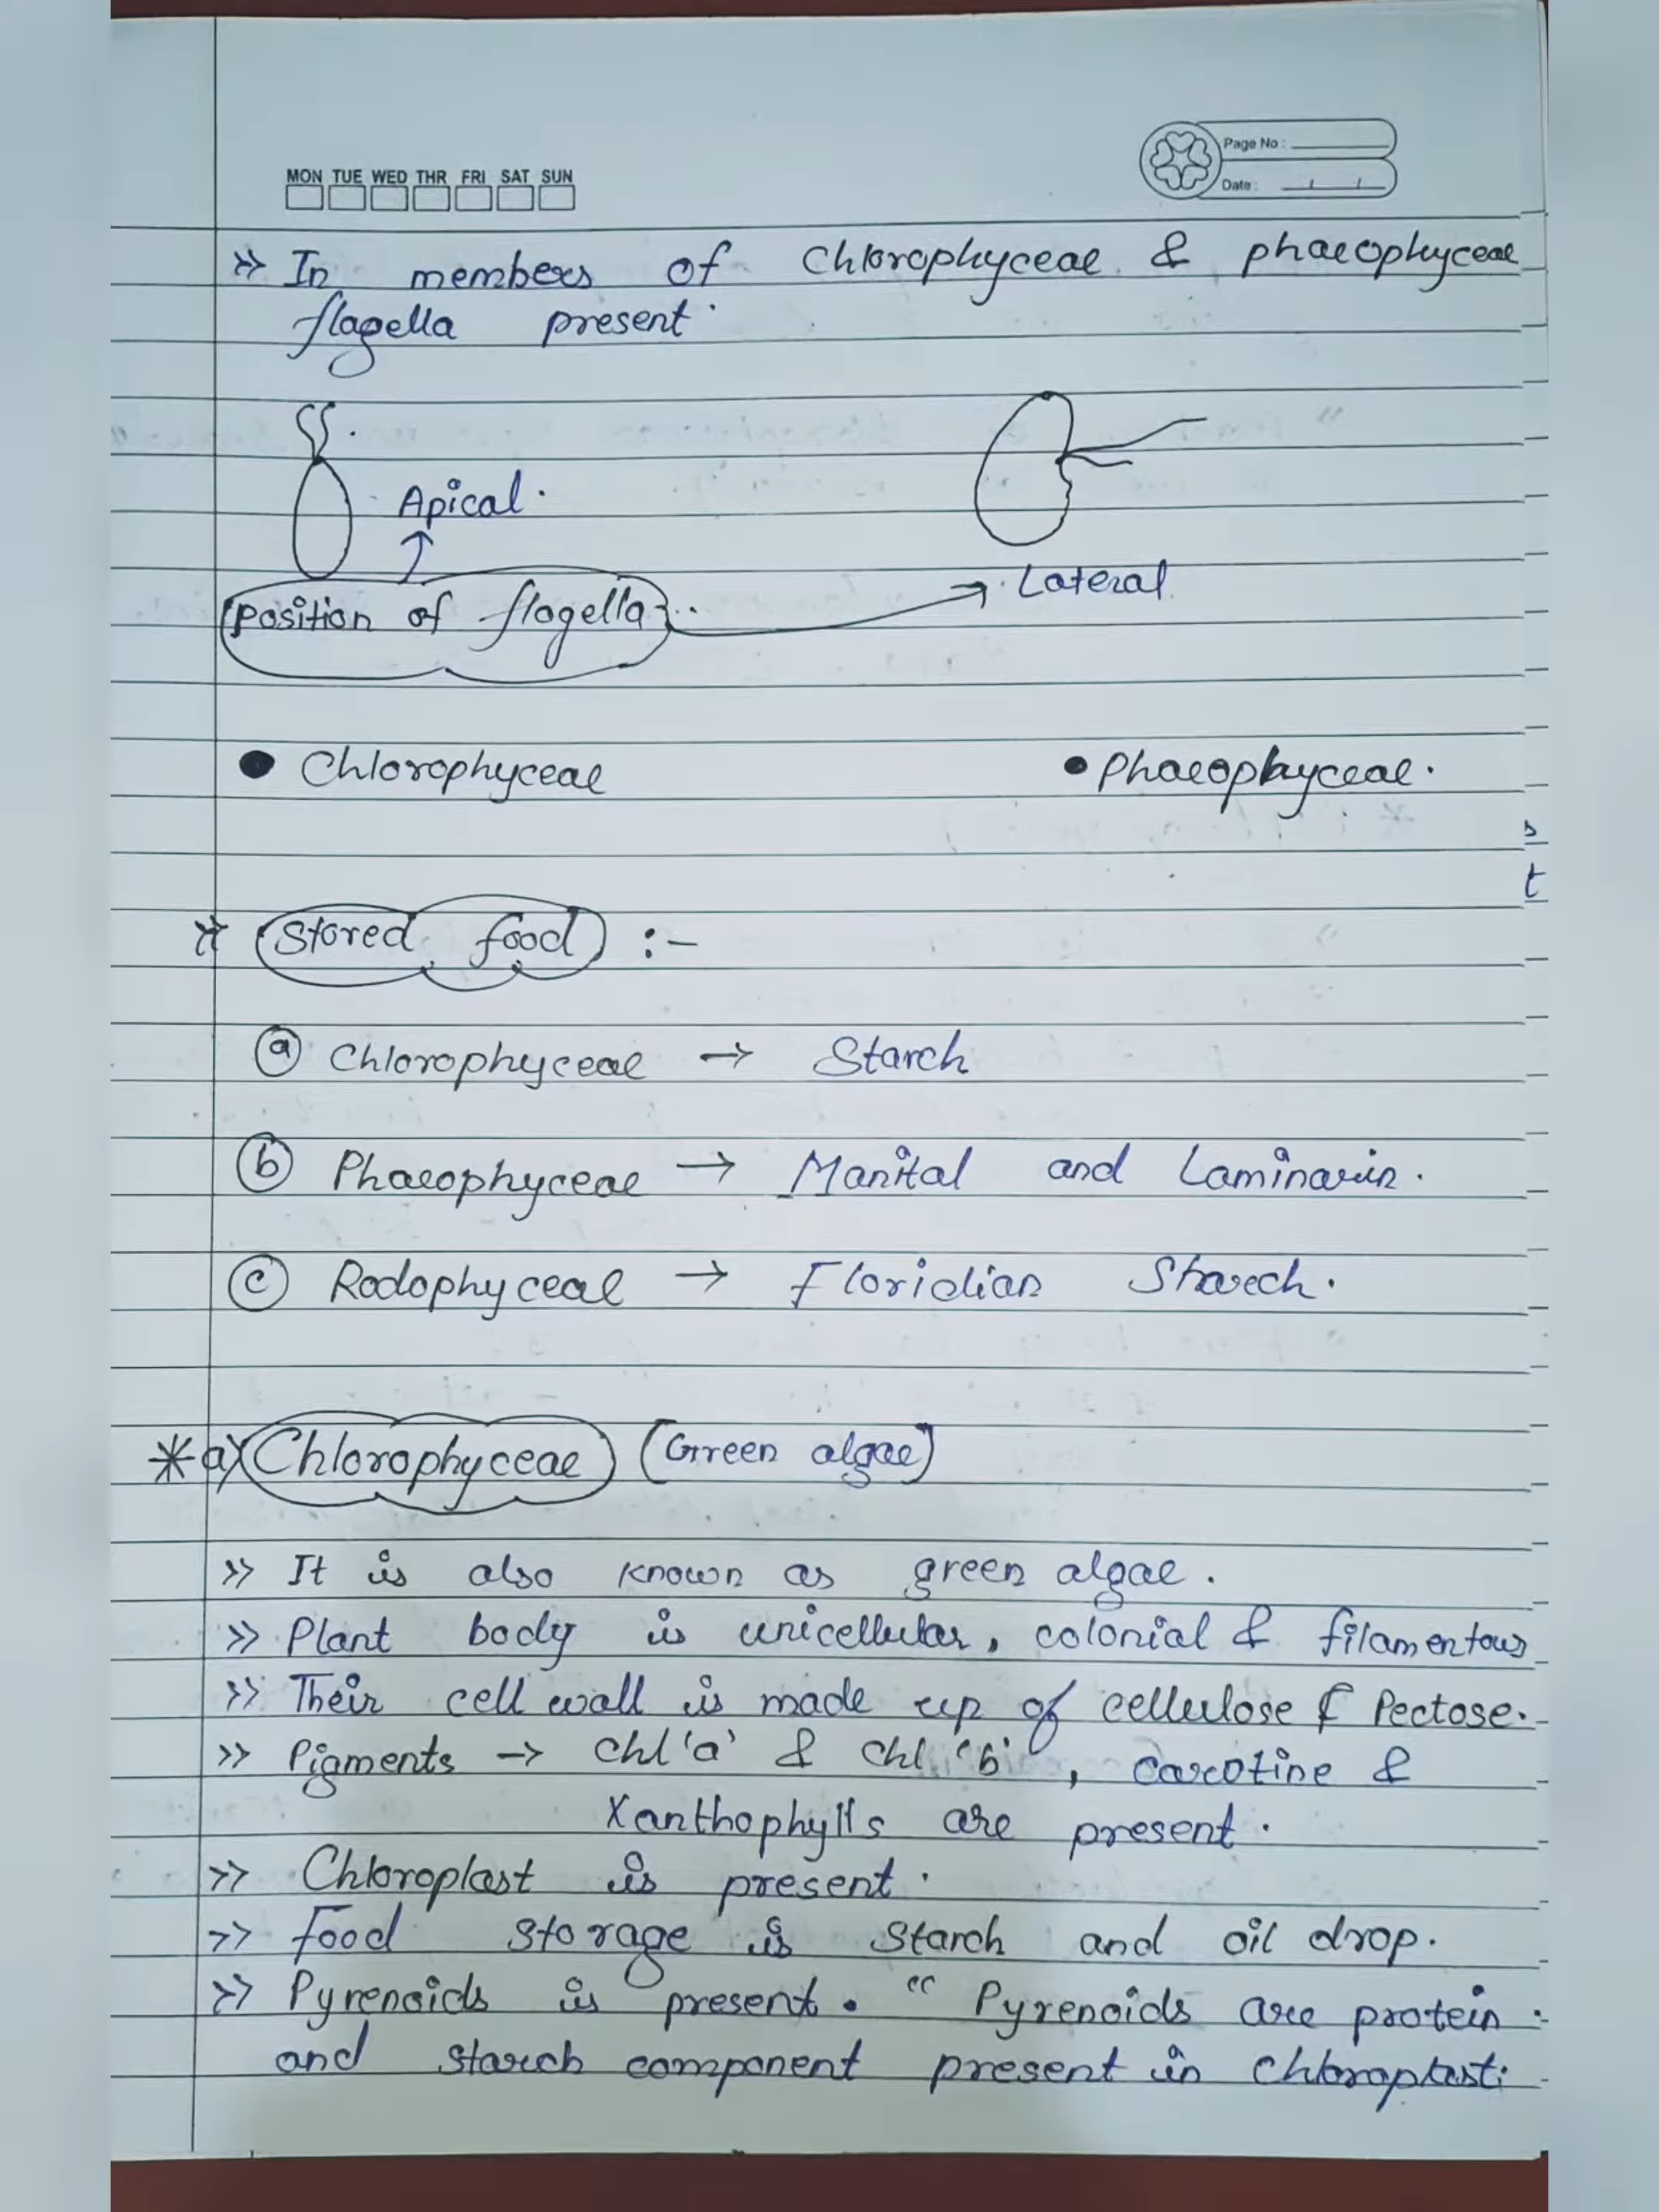 MON TUE WED THR FRI SAT SUN
Page No :
Date :
>> In members of Chlorophyceae & phaeophyceae
flagella present.
Apical.
Lateral
position of flagella
• Chlorophyceae
• Phaeophyceae.
s
t
Stored food :-
(a) Chlorophyceae → Starch
(b) Phaeophyceae → Manital and Laminarin.
(c) Rodophyceae → Floridian Starch.
* a) Chlorophyceae (Green algae)
>> It is also known as green algae.
>> Plant body is unicellular, colonial & filamentous
>> Their cell wall is made up of cellulose & Pectose.
>> Pigments → Chl 'a' & Chl 'b', carotine &
Xanthophylls are present.
>> Chloroplast is present.
>> Food storage is starch and oil drop.
>> Pyrenoids is present. " Pyrenoids are protein
and starch component present in chloroplast.